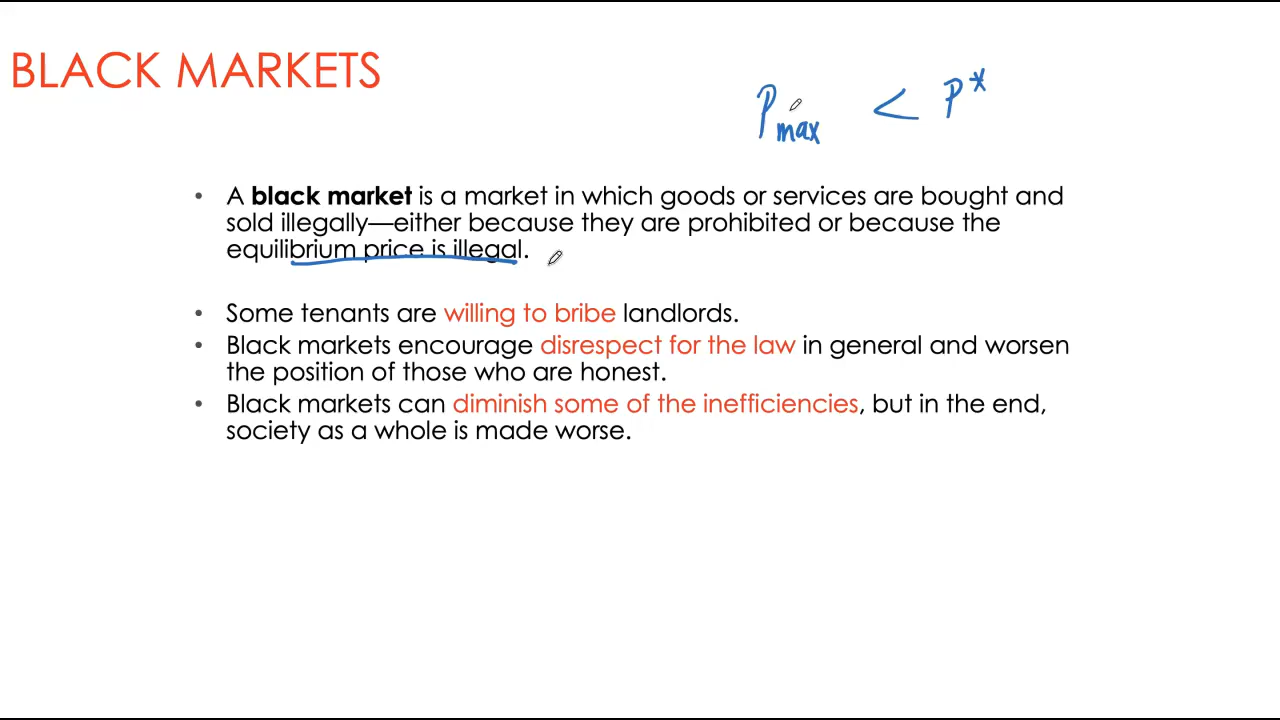 BLACK MARKETS
P max < P*
• A black market is a market in which goods or services are bought and
sold illegally—either because they are prohibited or because the
equilibrium price is illegal.
• Some tenants are willing to bribe landlords.
• Black markets encourage disrespect for the law in general and worsen
the position of those who are honest.
• Black markets can diminish some of the inefficiencies, but in the end,
society as a whole is made worse.